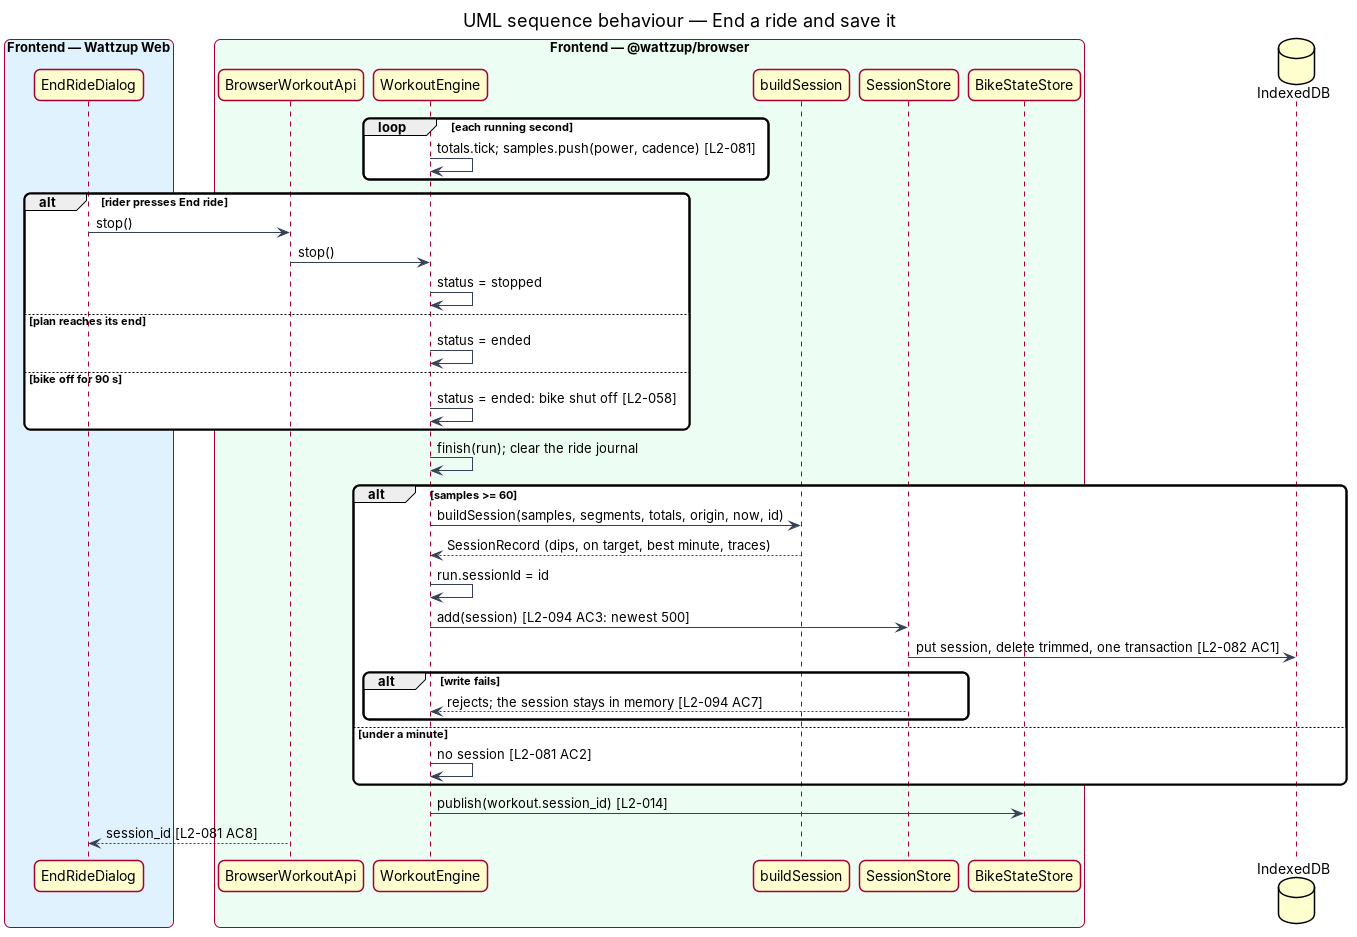 UML sequence behaviour — End a ride and save it
Frontend — Wattzup Web
Frontend — @wattzup/browser
EndRideDialog
BrowserWorkoutApi
WorkoutEngine
buildSession
SessionStore
BikeStateStore
IndexedDB
loop [each running second]
totals.tick; samples.push(power, cadence) [L2-081]
alt [rider presses End ride]
stop()
stop()
status = stopped
[plan reaches its end]
status = ended
[bike off for 90 s]
status = ended: bike shut off [L2-058]
finish(run); clear the ride journal
alt [samples >= 60]
buildSession(samples, segments, totals, origin, now, id)
SessionRecord (dips, on target, best minute, traces)
run.sessionId = id
add(session) [L2-094 AC3: newest 500]
put session, delete trimmed, one transaction [L2-082 AC1]
alt [write fails]
rejects; the session stays in memory [L2-094 AC7]
[under a minute]
no session [L2-081 AC2]
publish(workout.session_id) [L2-014]
session_id [L2-081 AC8]
EndRideDialog
BrowserWorkoutApi
WorkoutEngine
buildSession
SessionStore
BikeStateStore
IndexedDB